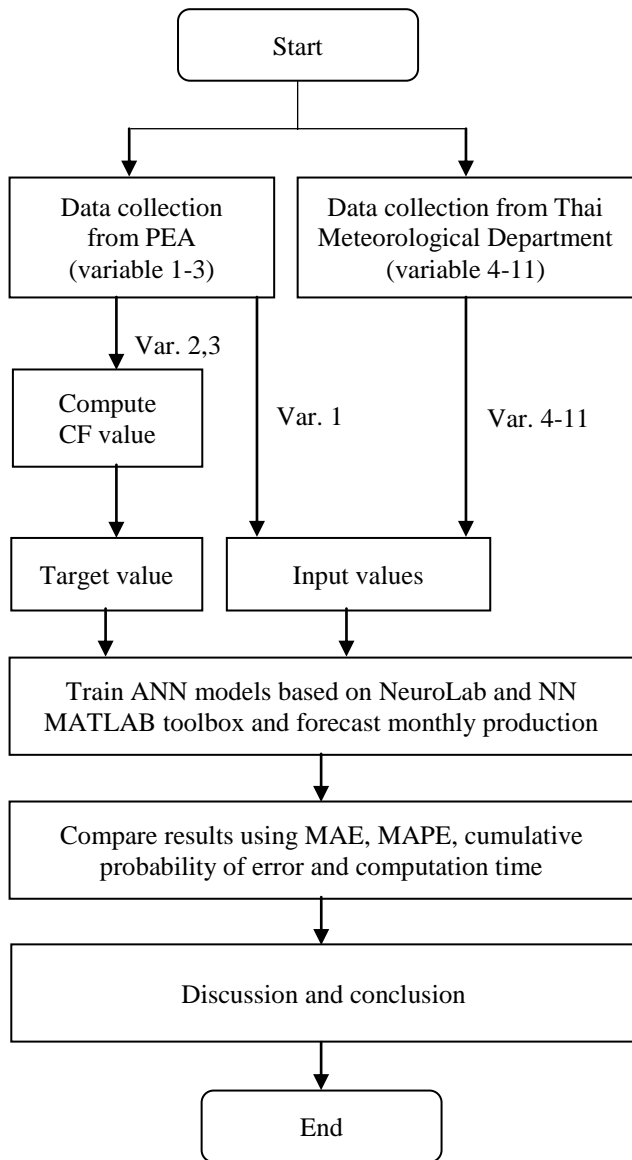 Start
Data collection
from PEA
(variable 1-3)
Data collection from Thai
Meteorological Department
(variable 4-11)
Var. 2,3
Compute
CF value
Var. 1
Var. 4-11
Target value
Input values
Train ANN models based on NeuroLab and NN
MATLAB toolbox and forecast monthly production
Compare results using MAE, MAPE, cumulative
probability of error and computation time
Discussion and conclusion
End